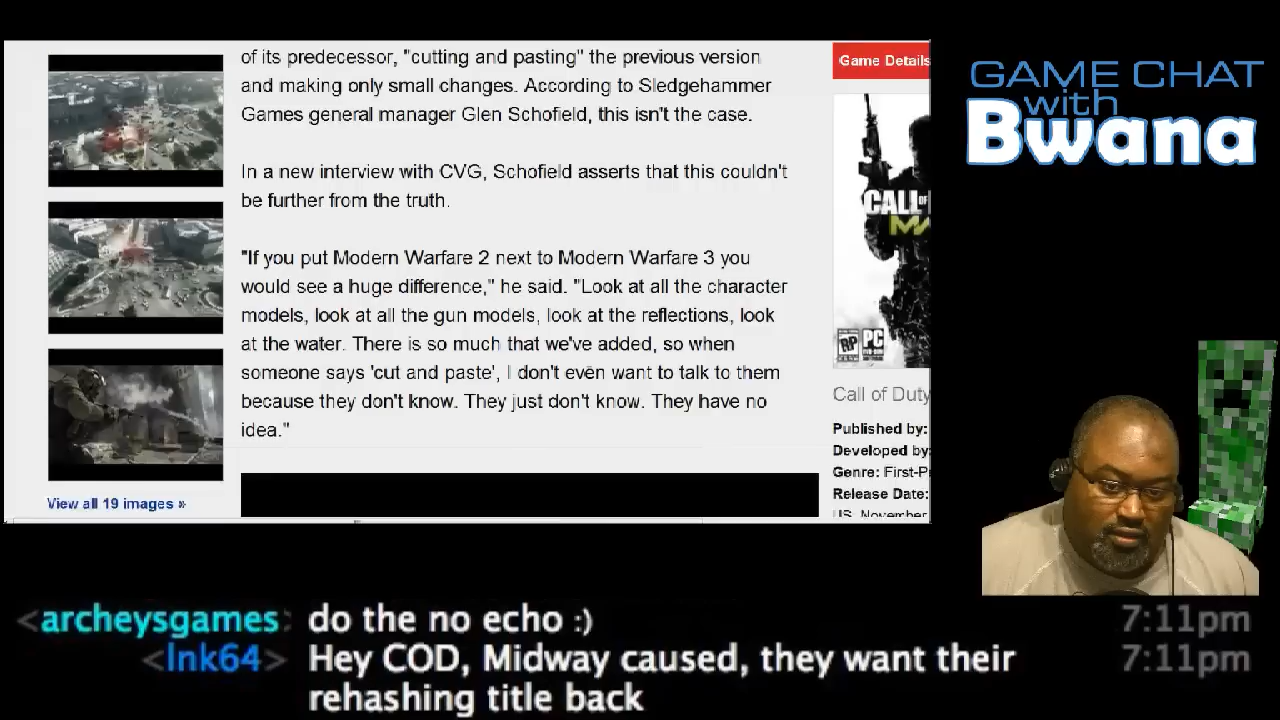 of its predecessor, "cutting and pasting" the previous version
and making only small changes. According to Sledgehammer
Games general manager Glen Schofield, this isn't the case.
In a new interview with CVG, Schofield asserts that this couldn't
be further from the truth.
"If you put Modern Warfare 2 next to Modern Warfare 3 you
would see a huge difference," he said. "Look at all the character
models, look at all the gun models, look at the reflections, look
at the water. There is so much that we've added, so when
someone says 'cut and paste', I don't even want to talk to them
because they don't know. They just don't know. They have no
idea."
View all 19 images »
Game Details
CALL OF
RP PC
Call of Duty
Published by:
Developed by:
Genre: First-P
Release Date:
US, November
GAME CHAT
with
Bwana
<archeysgames> do the no echo :) 7:11pm
<lnk64> Hey COD, Midway caused, they want their 7:11pm
rehashing title back